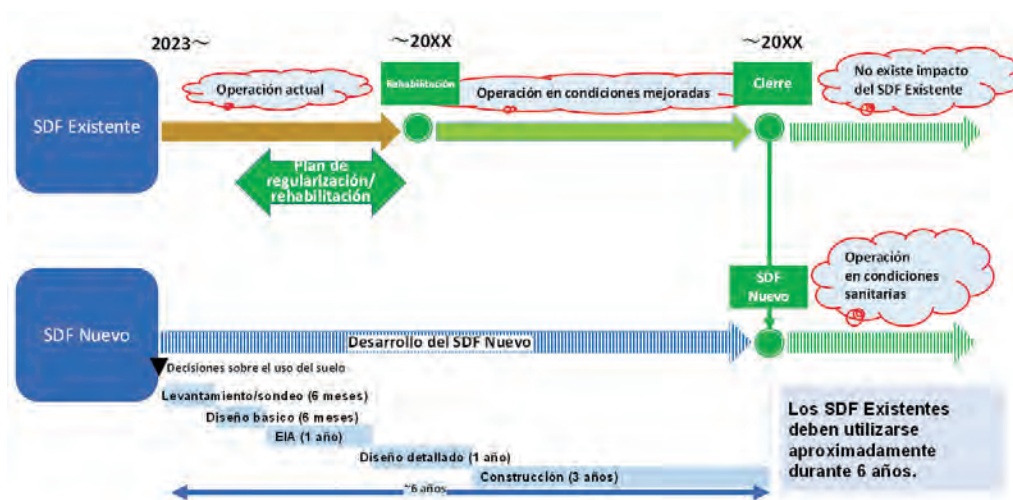 2023～
～20XX
～20XX
SDF Existente
Operación actual
Rehabilitación
Operación en condiciones mejoradas
Cierre
No existe impacto
del SDF Existente
Plan de
regularización/
rehabilitación
SDF
Nuevo
Operación
en condiciones
sanitarias
SDF Nuevo
Desarrollo del SDF Nuevo
Decisiones sobre el uso del suelo
Levantamiento/sondeo (6 meses)
Diseño básico (6 meses)
EIA (1 año)
Diseño detallado (1 año)
Construcción (3 años)
~6 años
Los SDF Existentes
deben utilizarse
aproximadamente
durante 6 años.